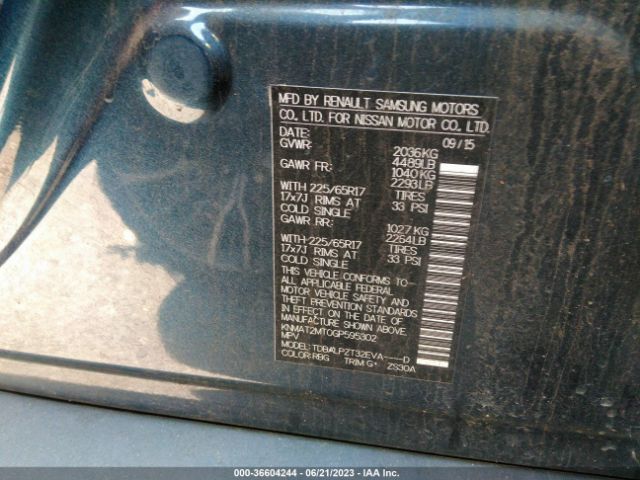 MFD BY RENAULT SAMSUNG MOTORS
CO., LTD. FOR NISSAN MOTOR CO., LTD.
DATE: 09/15
GVWR: 2036KG
4489LB
GAWR FR: 1040KG
2293LB
WITH 225/65R17 TIRES
17x7J RIMS AT 33 PSI
COLD SINGLE
GAWR RR: 1027 KG
2264LB
WITH 225/65R17 TIRES
17x7J RIMS AT 33 PSI
COLD SINGLE
THIS VEHICLE CONFORMS TO
ALL APPLICABLE FEDERAL
MOTOR VEHICLE SAFETY AND
THEFT PREVENTION STANDARDS
IN EFFECT ON THE DATE OF
MANUFACTURE SHOWN ABOVE.
KNMAT2MT0GP595302
MPV
MODEL: TDBALPZT32EVA-----D
COLOR:RBG TRIM:G* ZS30A
000-36604244 - 06/21/2023 - IAA Inc.